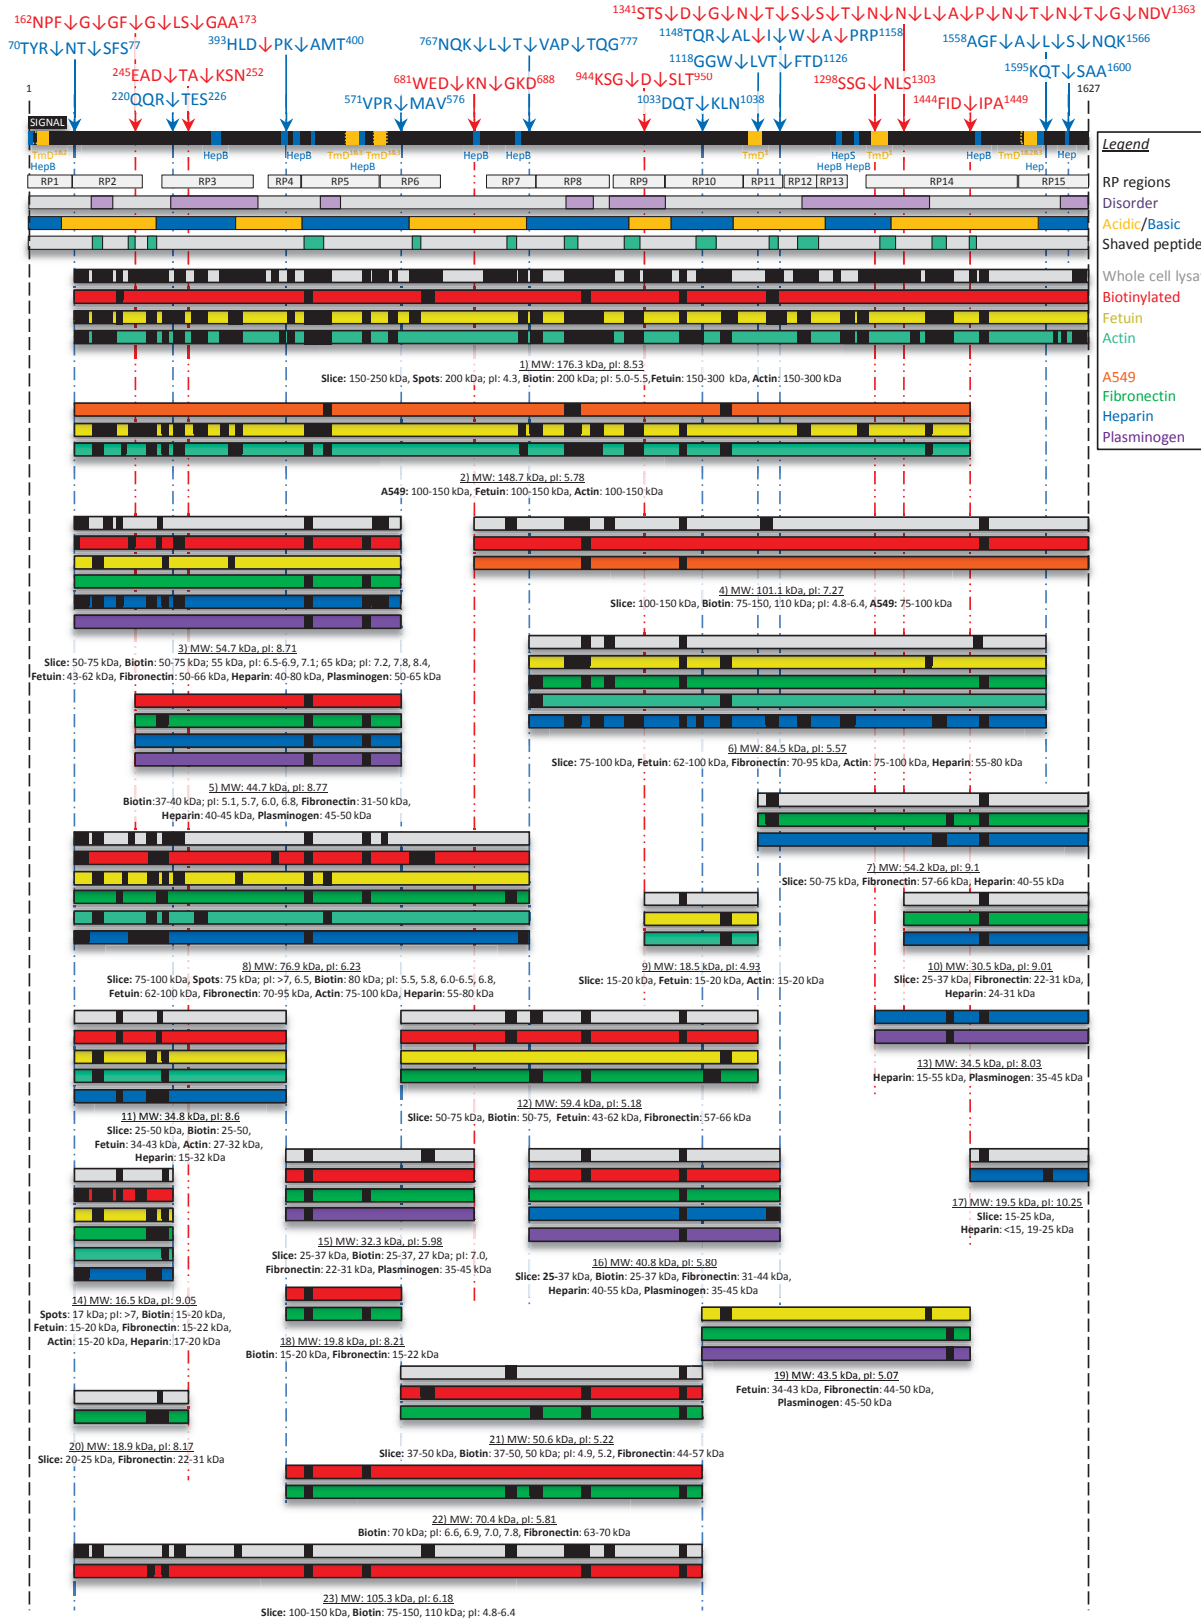 162NPF↓G↓GF↓G↓LS↓GAA173
1341STS↓D↓G↓N↓T↓S↓S↓T↓N↓N↓L↓A↓P↓N↓T↓N↓T↓G↓NDV1363
70TYR↓NT↓SFS77
393HLD↓PK↓AMT400
767NQK↓L↓T↓VAP↓TQG777
1148TQR↓AL↓I↓W↓A↓PRP1158
1558AGF↓A↓L↓S↓NQK1566
1118GGW↓LVT↓FTD1126
245EAD↓TA↓KSN252
681WED↓KN↓GKD688
944KSG↓D↓SLT950
1298SSG↓NLS1303
1595KQT↓SAA1600
220QQR↓TES226
571VPR↓MAV576
1033DQT↓KLN1038
1444FID↓IPA1449
1
1627
SIGNAL
TmD1&2
HepB
HepB
HepB
TmD1&3
HepB
TmD1&3
HepB
HepB
TmD1
HepS
HepB HepB
TmD1
HepB
TmD1&2&3
Hep
Hep
Legend
RP1 RP2 RP3 RP4 RP5 RP6 RP7 RP8 RP9 RP10 RP11 RP12 RP13 RP14 RP15
RP regions
Disorder
Acidic/Basic
Shaved peptide
Whole cell lysa
Biotinylated
Fetuin
Actin
A549
Fibronectin
Heparin
Plasminogen
1) MW: 176.3 kDa, pI: 8.53
Slice: 150-250 kDa, Spots: 200 kDa; pI: 4.3, Biotin: 200 kDa; pI: 5.0-5.5, Fetuin: 150-300 kDa, Actin: 150-300 kDa
2) MW: 148.7 kDa, pI: 5.78
A549: 100-150 kDa, Fetuin: 100-150 kDa, Actin: 100-150 kDa
3) MW: 54.7 kDa, pI: 8.71
Slice: 50-75 kDa, Biotin: 50-75 kDa; 55 kDa, pI: 6.5-6.9, 7.1; 65 kDa; pI: 7.2, 7.8, 8.4,
Fetuin: 43-62 kDa, Fibronectin: 50-66 kDa, Heparin: 40-80 kDa, Plasminogen: 50-65 kDa
4) MW: 101.1 kDa, pI: 7.27
Slice: 100-150 kDa, Biotin: 75-150, 110 kDa; pI: 4.8-6.4, A549: 75-100 kDa
5) MW: 44.7 kDa, pI: 8.77
Biotin:37-40 kDa; pI: 5.1, 5.7, 6.0, 6.8, Fibronectin: 31-50 kDa,
Heparin: 40-45 kDa, Plasminogen: 45-50 kDa
6) MW: 84.5 kDa, pI: 5.57
Slice: 75-100 kDa, Fetuin: 62-100 kDa, Fibronectin: 70-95 kDa, Actin: 75-100 kDa, Heparin: 55-80 kDa
7) MW: 54.2 kDa, pI: 9.1
Slice: 50-75 kDa, Fibronectin: 57-66 kDa, Heparin: 40-55 kDa
8) MW: 76.9 kDa, pI: 6.23
Slice: 75-100 kDa, Spots: 75 kDa; pI: >7, 6.5, Biotin: 80 kDa; pI: 5.5, 5.8, 6.0-6.5, 6.8,
Fetuin: 62-100 kDa, Fibronectin: 70-95 kDa, Actin: 75-100 kDa, Heparin: 55-80 kDa
9) MW: 18.5 kDa, pI: 4.93
Slice: 15-20 kDa, Fetuin: 15-20 kDa, Actin: 15-20 kDa
10) MW: 30.5 kDa, pI: 9.01
Slice: 25-37 kDa, Fibronectin: 22-31 kDa,
Heparin: 24-31 kDa
11) MW: 34.8 kDa, pI: 8.6
Slice: 25-50 kDa, Biotin: 25-50,
Fetuin: 34-43 kDa, Actin: 27-32 kDa,
Heparin: 15-32 kDa
12) MW: 59.4 kDa, pI: 5.18
Slice: 50-75 kDa, Biotin: 50-75, Fetuin: 43-62 kDa, Fibronectin: 57-66 kDa
13) MW: 34.5 kDa, pI: 8.03
Heparin: 15-55 kDa, Plasminogen: 35-45 kDa
14) MW: 16.5 kDa, pI: 9.05
Spots: 17 kDa; pI: >7, Biotin: 15-20 kDa,
Fetuin: 15-20 kDa, Fibronectin: 15-22 kDa,
Actin: 15-20 kDa, Heparin: 17-20 kDa
15) MW: 32.3 kDa, pI: 5.98
Slice: 25-37 kDa, Biotin: 25-37, 27 kDa; pI: 7.0,
Fibronectin: 22-31 kDa, Plasminogen: 35-45 kDa
16) MW: 40.8 kDa, pI: 5.80
Slice: 25-37 kDa, Biotin: 25-37 kDa, Fibronectin: 31-44 kDa,
Heparin: 40-55 kDa, Plasminogen: 35-45 kDa
17) MW: 19.5 kDa, pI: 10.25
Slice: 15-25 kDa,
Heparin: <15, 19-25 kDa
18) MW: 19.8 kDa, pI: 8.21
Biotin: 15-20 kDa, Fibronectin: 15-22 kDa
19) MW: 43.5 kDa, pI: 5.07
Fetuin: 34-43 kDa, Fibronectin: 44-50 kDa,
Plasminogen: 45-50 kDa
20) MW: 18.9 kDa, pI: 8.17
Slice: 20-25 kDa, Fibronectin: 22-31 kDa
21) MW: 50.6 kDa, pI: 5.22
Slice: 37-50 kDa, Biotin: 37-50, 50 kDa; pI: 4.9, 5.2, Fibronectin: 44-57 kDa
22) MW: 70.4 kDa, pI: 5.81
Biotin: 70 kDa; pI: 6.6, 6.9, 7.0, 7.8, Fibronectin: 63-70 kDa
23) MW: 105.3 kDa, pI: 6.18
Slice: 100-150 kDa, Biotin: 75-150, 110 kDa; pI: 4.8-6.4